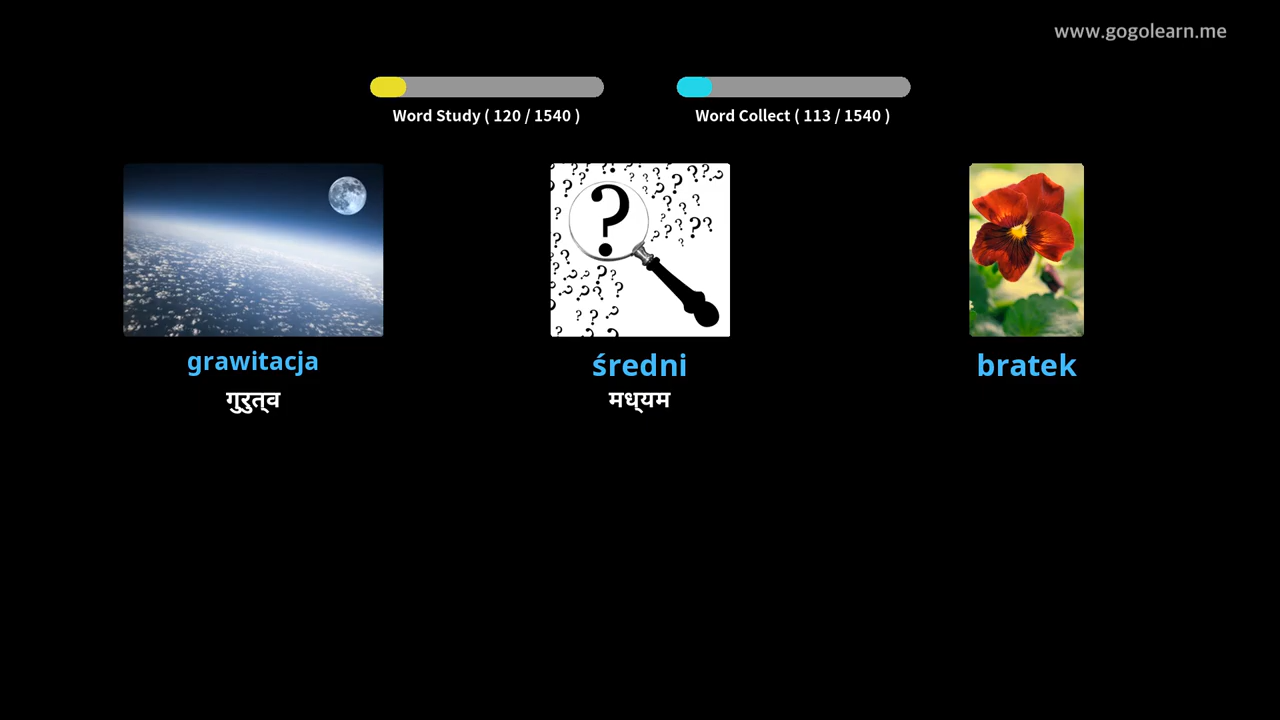 www.gogolearn.me
Word Study ( 120 / 1540 )
Word Collect ( 113 / 1540 )
grawitacja
średni
bratek
गुरुत्व
मध्यम